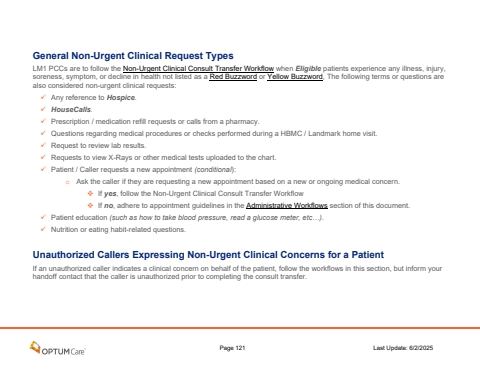 General Non-Urgent Clinical Request Types
LM1 PCCs are to follow the Non-Urgent Clinical Consult Transfer Workflow when Eligible patients experience any illness, injury,
soreness, symptom, or decline in health not listed as a Red Buzzword or Yellow Buzzword. The following terms or questions are
also considered non-urgent clinical requests:
✓ Any reference to Hospice.
✓ HouseCalls.
✓ Prescription / medication refill requests or calls from a pharmacy.
✓ Questions regarding medical procedures or checks performed during a HBMC / Landmark home visit.
✓ Request to review lab results.
✓ Requests to view X-Rays or other medical tests uploaded to the chart.
✓ Patient / Caller requests a new appointment (conditional):
o Ask the caller if they are requesting a new appointment based on a new or ongoing medical concern.
❖ If yes, follow the Non-Urgent Clinical Consult Transfer Workflow
❖ If no, adhere to appointment guidelines in the Administrative Workflows section of this document.
✓ Patient education (such as how to take blood pressure, read a glucose meter, etc…).
✓ Nutrition or eating habit-related questions.
Unauthorized Callers Expressing Non-Urgent Clinical Concerns for a Patient
If an unauthorized caller indicates a clinical concern on behalf of the patient, follow the workflows in this section, but inform your
handoff contact that the caller is unauthorized prior to completing the consult transfer.
OPTUMCare Page 121 Last Update: 6/2/2025